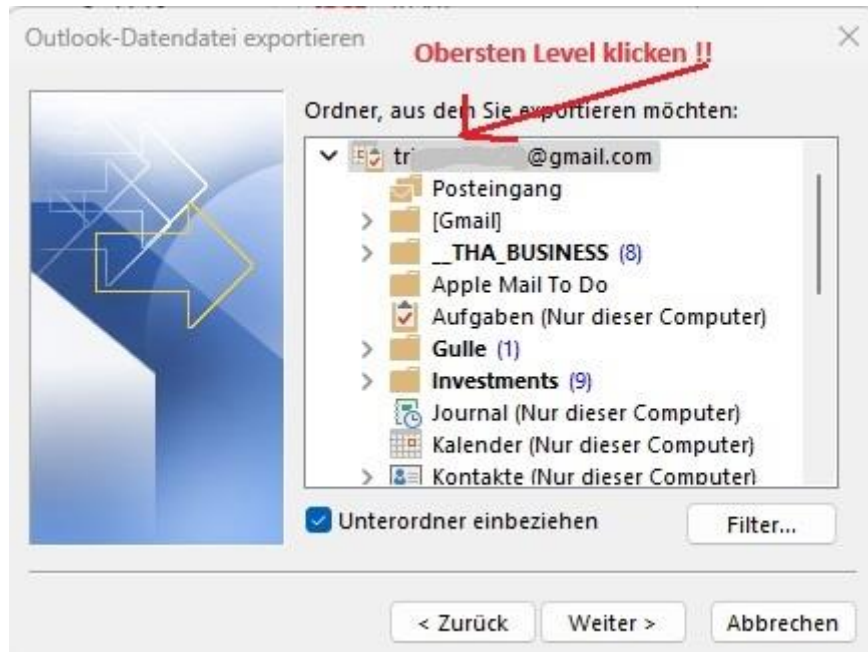 Outlook-Datendatei exportieren
Obersten Level klicken !!
Ordner, aus dem Sie exportieren möchten:
tri @gmail.com
Posteingang
[Gmail]
__THA_BUSINESS (8)
Apple Mail To Do
Aufgaben (Nur dieser Computer)
Gulle (1)
Investments (9)
Journal (Nur dieser Computer)
Kalender (Nur dieser Computer)
Kontakte (Nur dieser Computer)
Unterordner einbeziehen
Filter...
< Zurück
Weiter >
Abbrechen